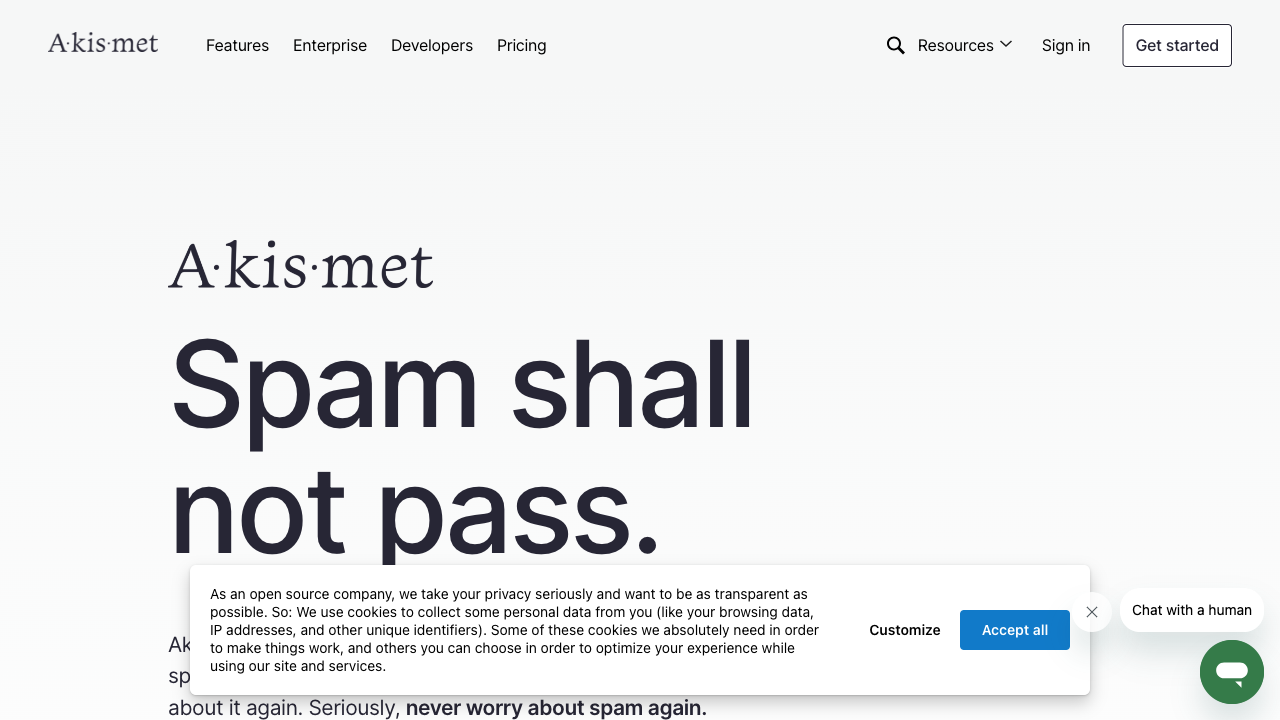 A·kis·met
Features
Enterprise
Developers
Pricing
Resources
Sign in
Get started
A·kis·met
Spam shall
not pass.
As an open source company, we take your privacy seriously and want to be as transparent as
possible. So: We use cookies to collect some personal data from you (like your browsing data,
IP addresses, and other unique identifiers). Some of these cookies we absolutely need in order
to make things work, and others you can choose in order to optimize your experience while
using our site and services.
Customize
Accept all
Chat with a human
about it again. Seriously, never worry about spam again.